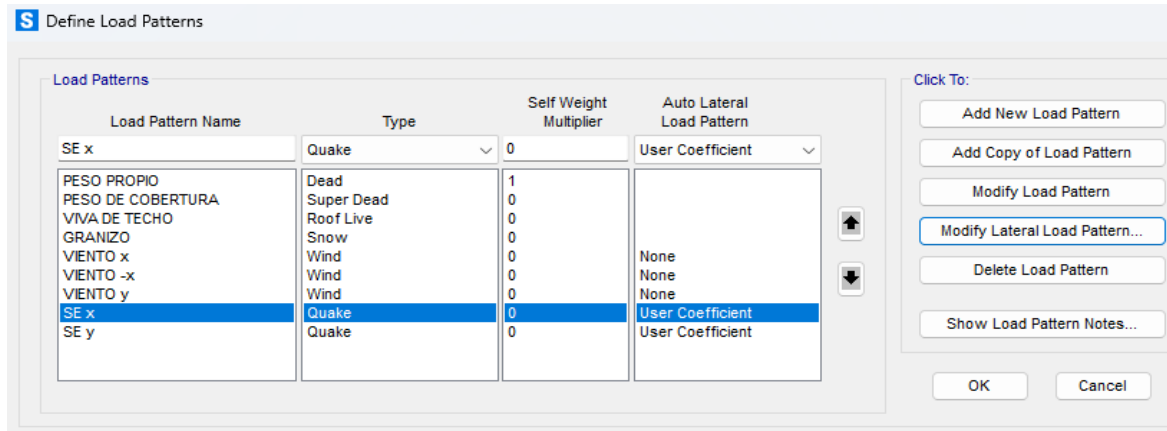 S Define Load Patterns
Load Patterns
Click To:
Load Pattern Name Type Self Weight Multiplier Auto Lateral Load Pattern
SE x Quake 0 User Coefficient
PESO PROPIO Dead 1
PESO DE COBERTURA Super Dead 0
VIVA DE TECHO Roof Live 0
GRANIZO Snow 0
VIENTO x Wind 0 None
VIENTO -x Wind 0 None
VIENTO y Wind 0 None
SE x Quake 0 User Coefficient
SE y Quake 0 User Coefficient
Add New Load Pattern
Add Copy of Load Pattern
Modify Load Pattern
Modify Lateral Load Pattern...
Delete Load Pattern
Show Load Pattern Notes...
OK Cancel